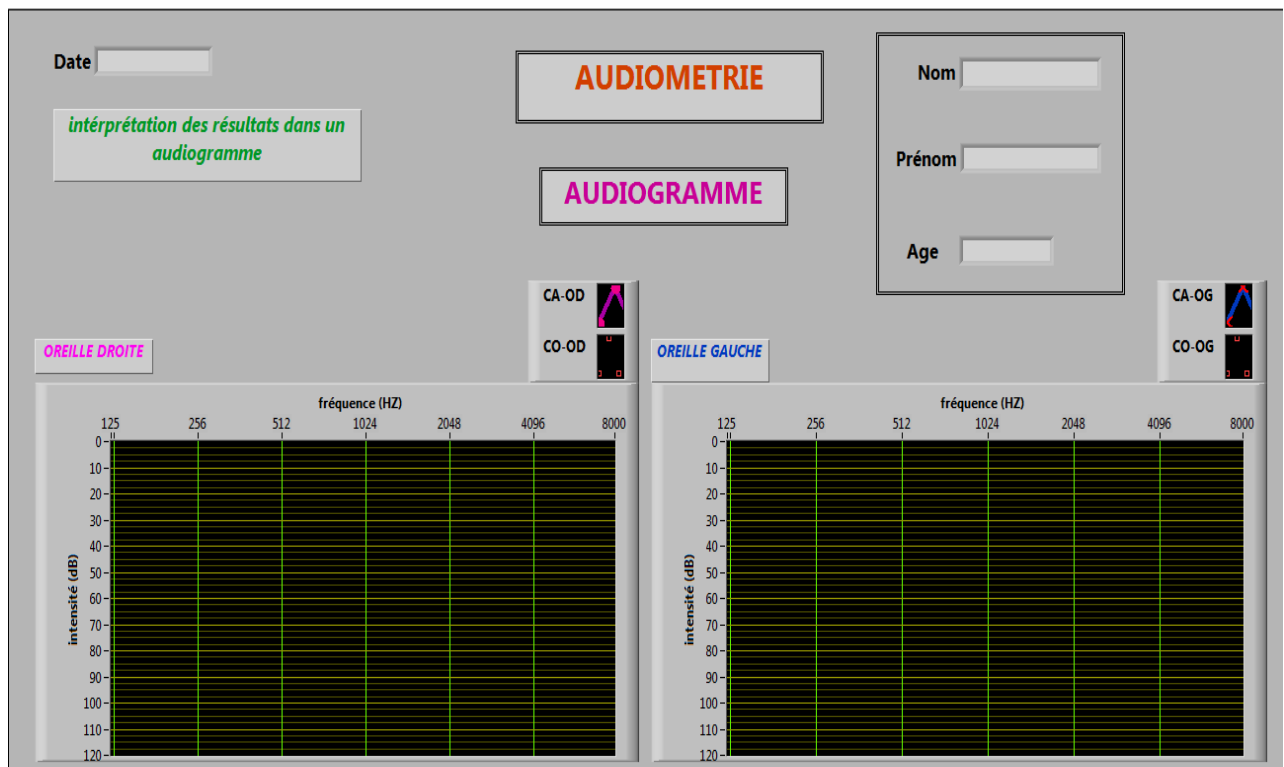 Date
AUDIOMETRIE
Nom
intérprétation des résultats dans un
audiogramme
Prénom
AUDIOGRAMME
Age
CA-OD
CO-OD
CA-OG
CO-OG
OREILLE DROITE
OREILLE GAUCHE
fréquence (HZ)
125 256 512 1024 2048 4096 8000
intensité (dB)
0
10
20
30
40
50
60
70
80
90
100
110
120
fréquence (HZ)
125 256 512 1024 2048 4096 8000
intensité (dB)
0
10
20
30
40
50
60
70
80
90
100
110
120